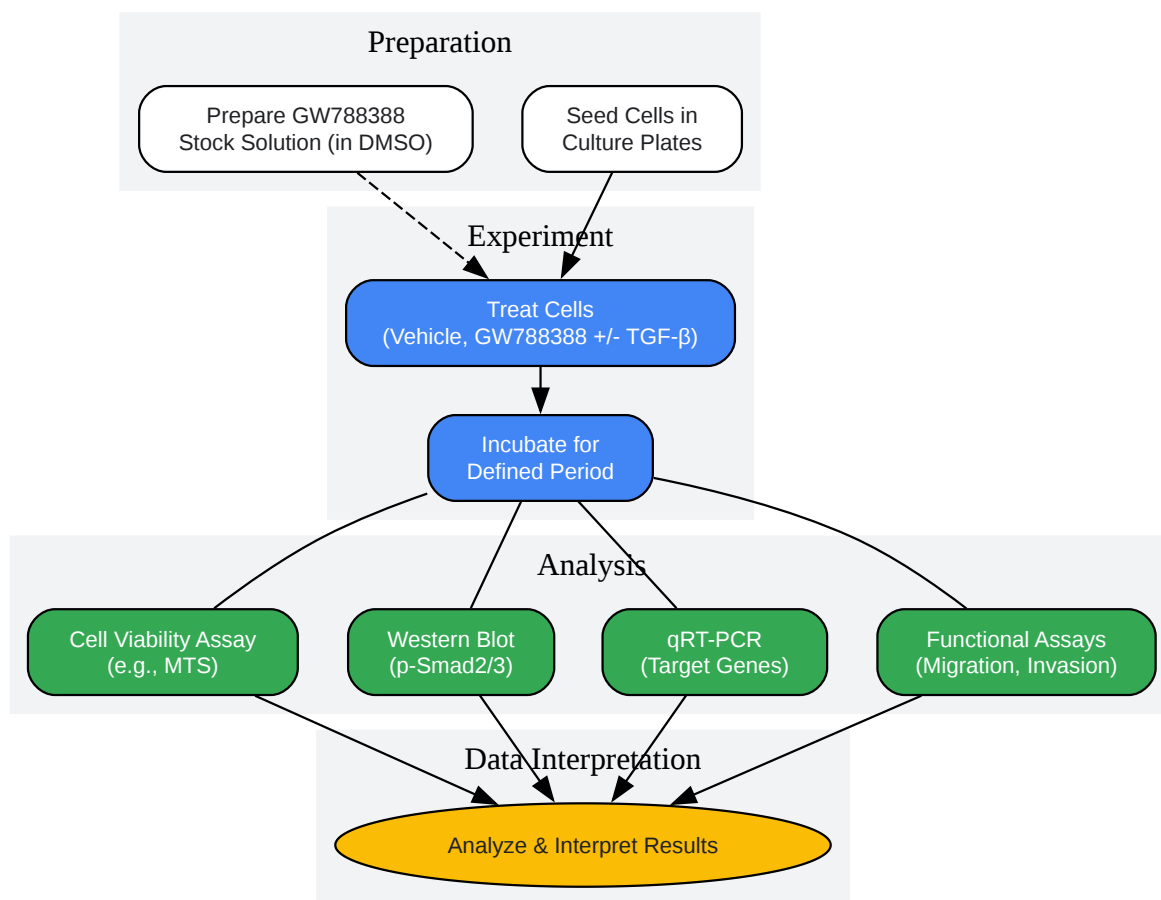 Preparation
Prepare GW788388
Stock Solution (in DMSO)
Seed Cells in
Culture Plates
Experiment
Treat Cells
(Vehicle, GW788388 +/- TGF-β)
Incubate for
Defined Period
Analysis
Cell Viability Assay
(e.g., MTS)
Western Blot
(p-Smad2/3)
qRT-PCR
(Target Genes)
Functional Assays
(Migration, Invasion)
Data Interpretation
Analyze & Interpret Results